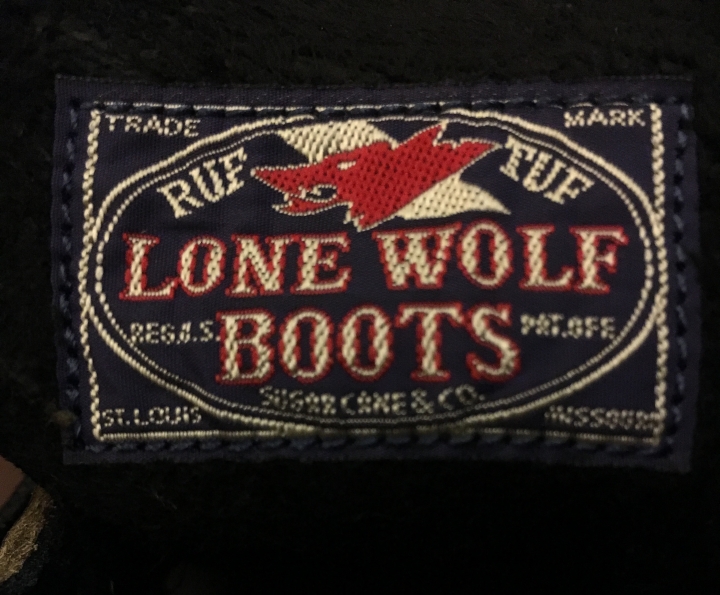 TRADE MARK
RUF TUF
LONE WOLF
BOOTS
REG.U.S. PAT.OFF.
SUGAR CANE & CO.
ST.LOUIS MISSOURI